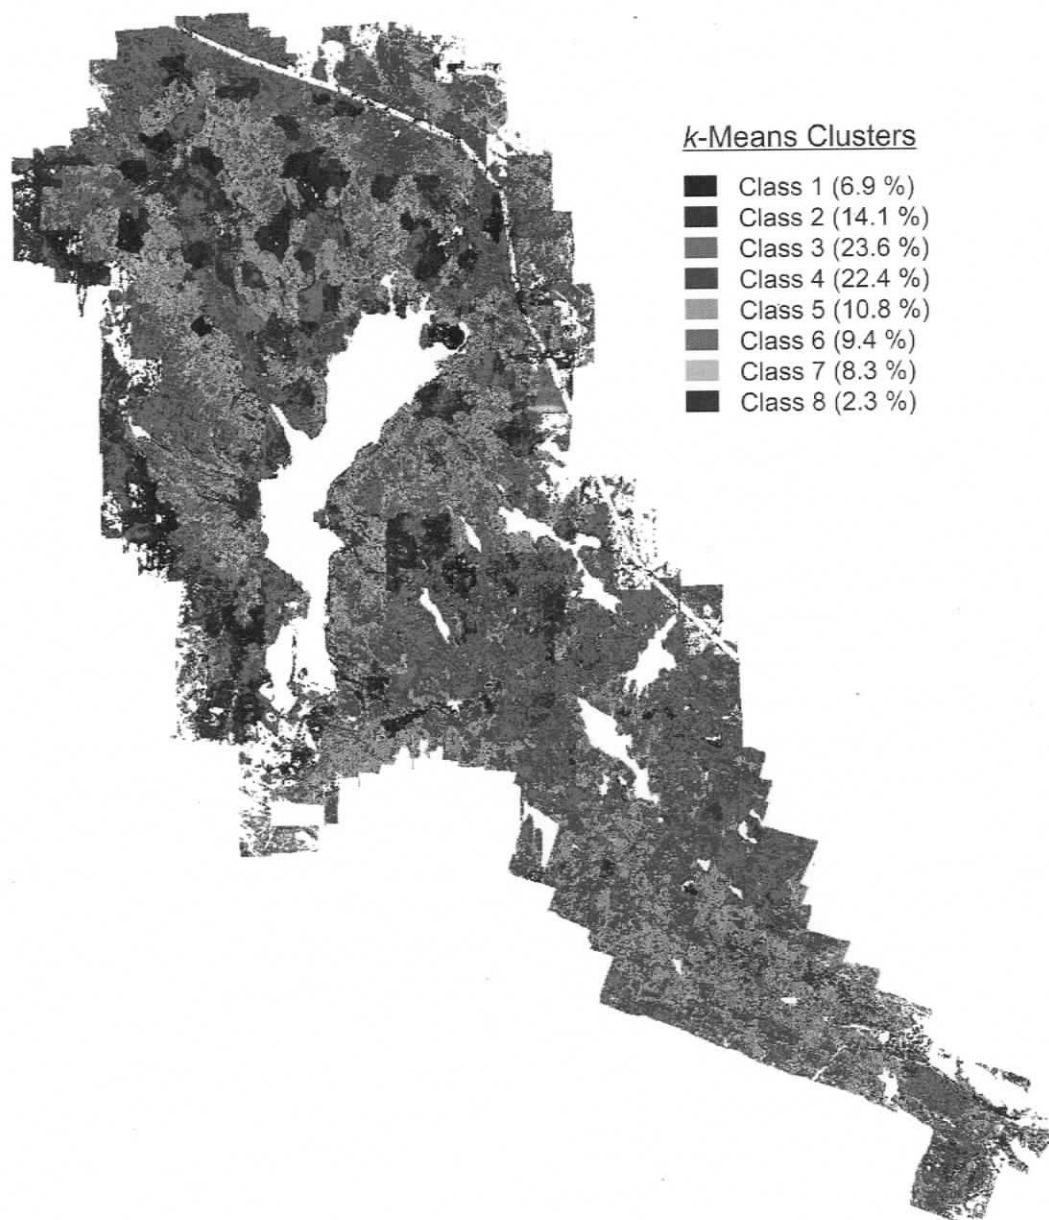 k-Means Clusters
Class 1 (6.9 %)
Class 2 (14.1 %)
Class 3 (23.6 %)
Class 4 (22.4 %)
Class 5 (10.8 %)
Class 6 (9.4 %)
Class 7 (8.3 %)
Class 8 (2.3 %)